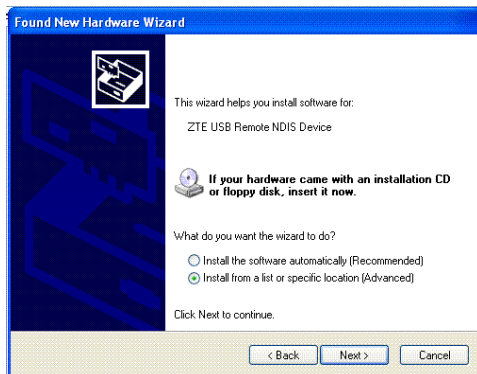 Found New Hardware Wizard
This wizard helps you install software for:
ZTE USB Remote NDIS Device
If your hardware came with an installation CD
or floppy disk, insert it now.
What do you want the wizard to do?
Install the software automatically (Recommended)
Install from a list or specific location (Advanced)
Click Next to continue.
< Back Next > Cancel